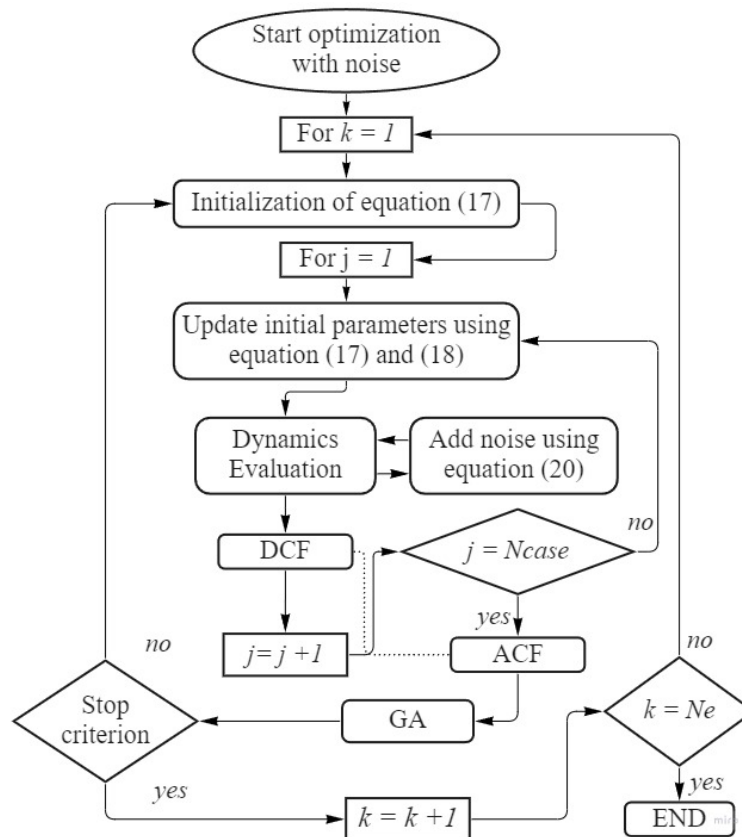 Start optimization
with noise
For k = 1
Initialization of equation (17)
For j = 1
Update initial parameters using
equation (17) and (18)
Dynamics
Evaluation
Add noise using
equation (20)
DCF
j = Ncase
no
yes
j= j +1
ACF
no
Stop
criterion
GA
no
k = Ne
yes
k = k +1
yes
END
miro